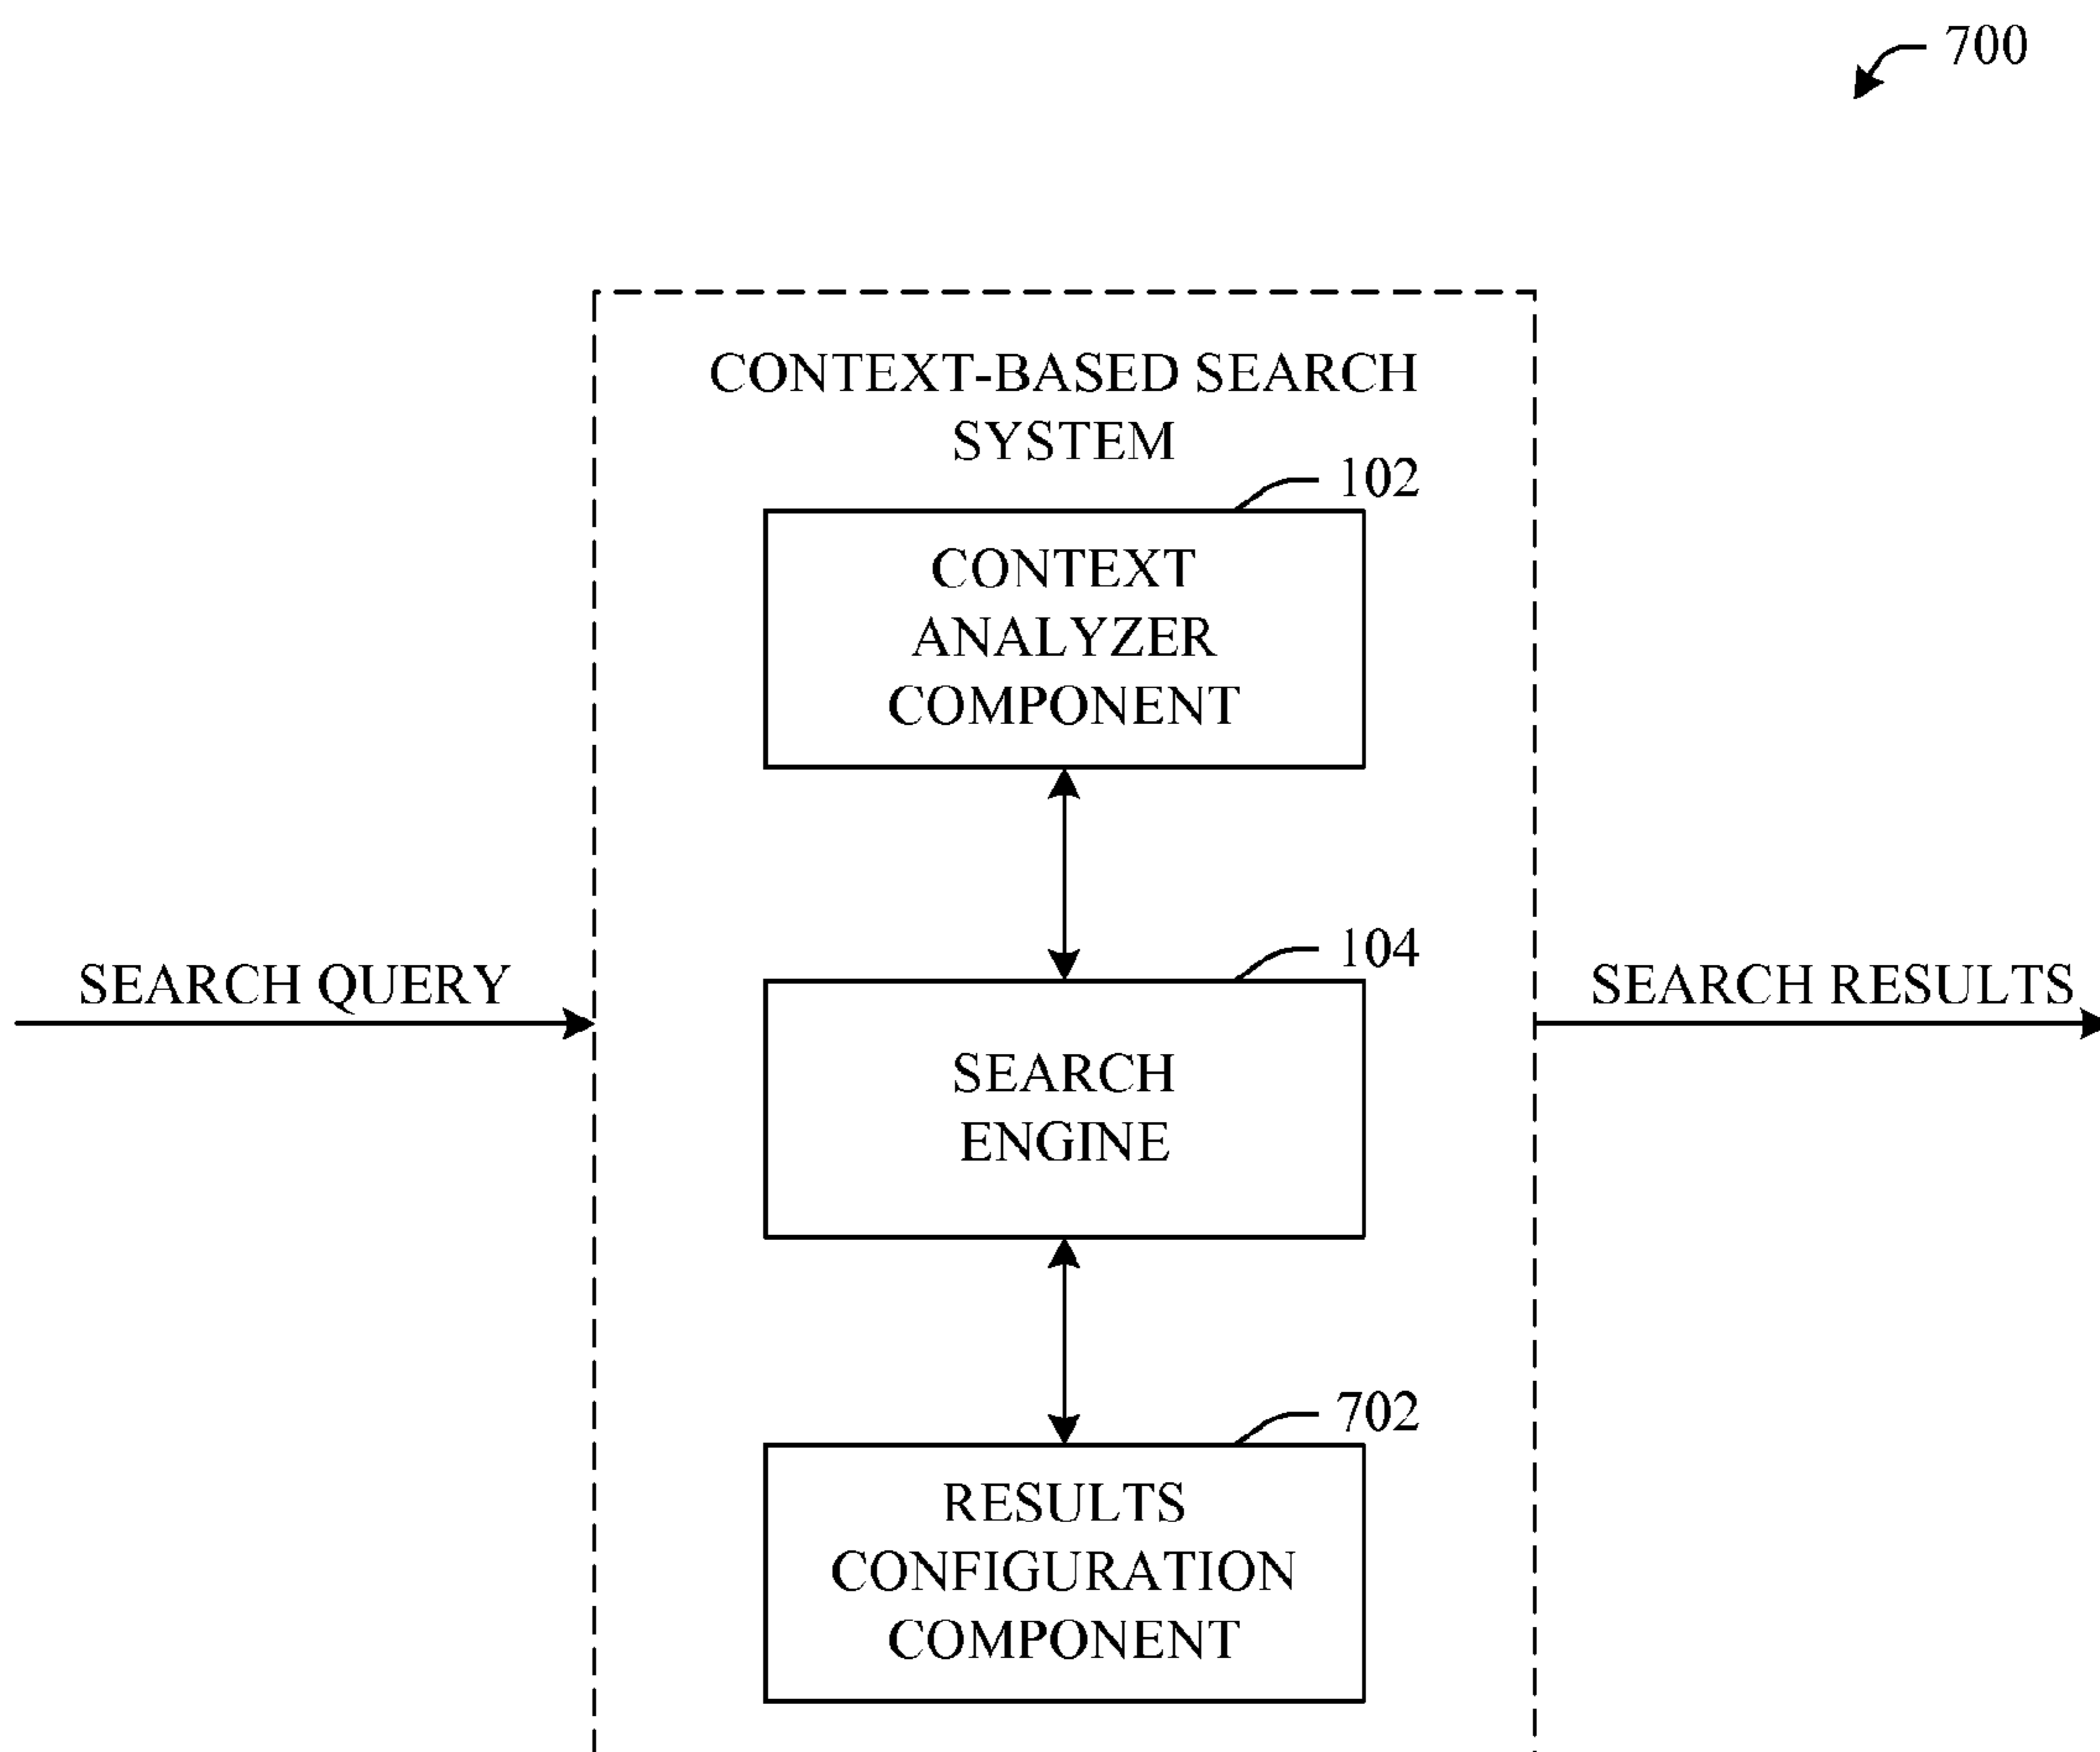 700
CONTEXT-BASED SEARCH
SYSTEM
102
CONTEXT
ANALYZER
COMPONENT
104
SEARCH QUERY
SEARCH RESULTS
SEARCH
ENGINE
702
RESULTS
CONFIGURATION
COMPONENT